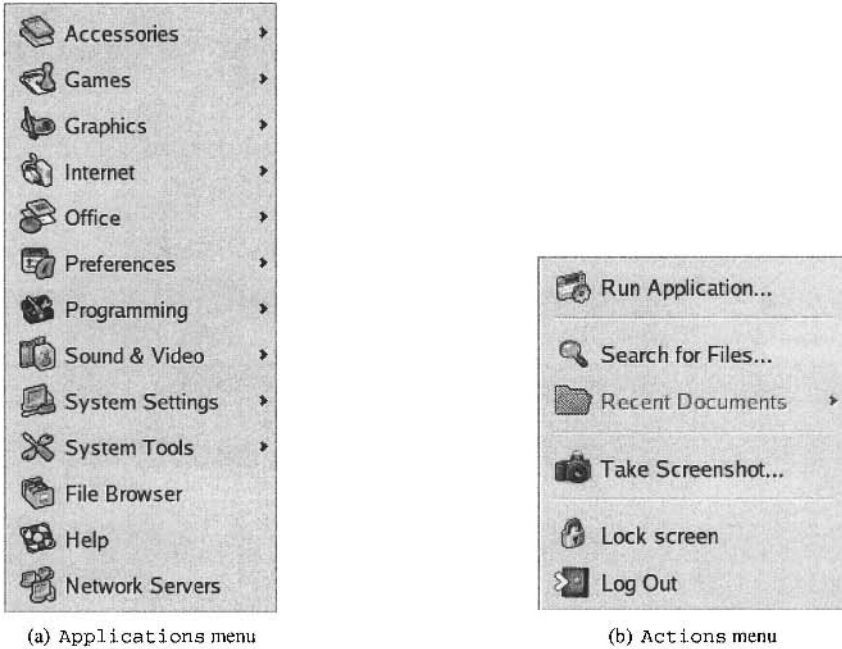 Accessories
Games
Graphics
Internet
Office
Preferences
Programming
Sound & Video
System Settings
System Tools
File Browser
Help
Network Servers
(a) Applications menu
Run Application...
Search for Files...
Recent Documents
Take Screenshot...
Lock screen
Log Out
(b) Actions menu